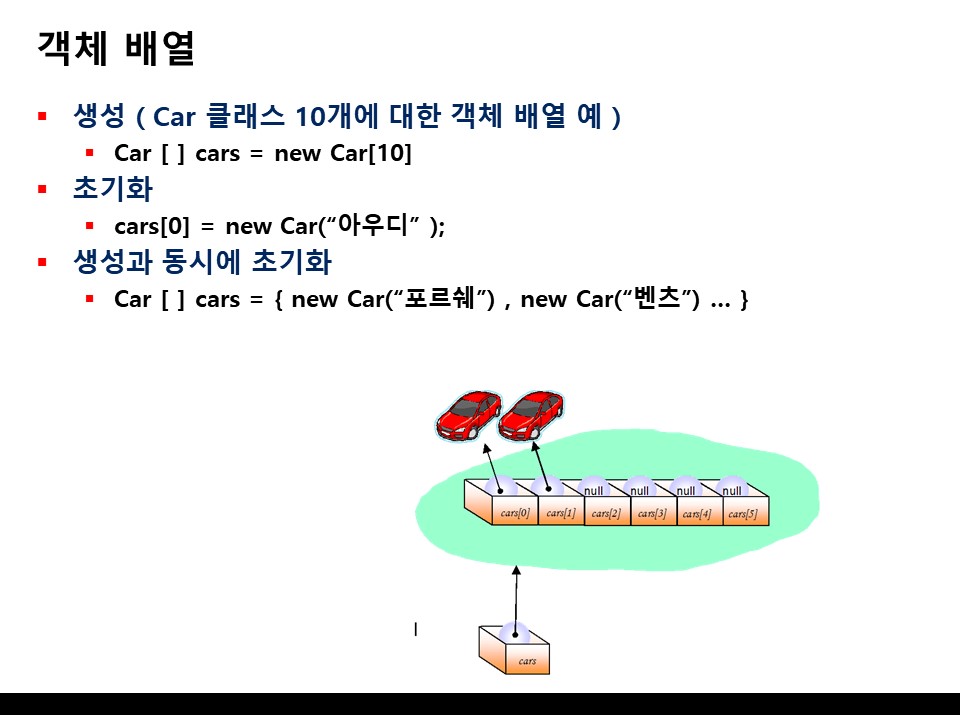 객체 배열
생성 ( Car 클래스 10개에 대한 객체 배열 예 )
Car [ ] cars = new Car[10]
초기화
cars[0] = new Car(“아우디” );
생성과 동시에 초기화
Car [ ] cars = { new Car(“포르쉐”) , new Car(“벤츠”) … }
null null null null
cars[0] cars[1] cars[2] cars[3] cars[4] cars[5]
cars